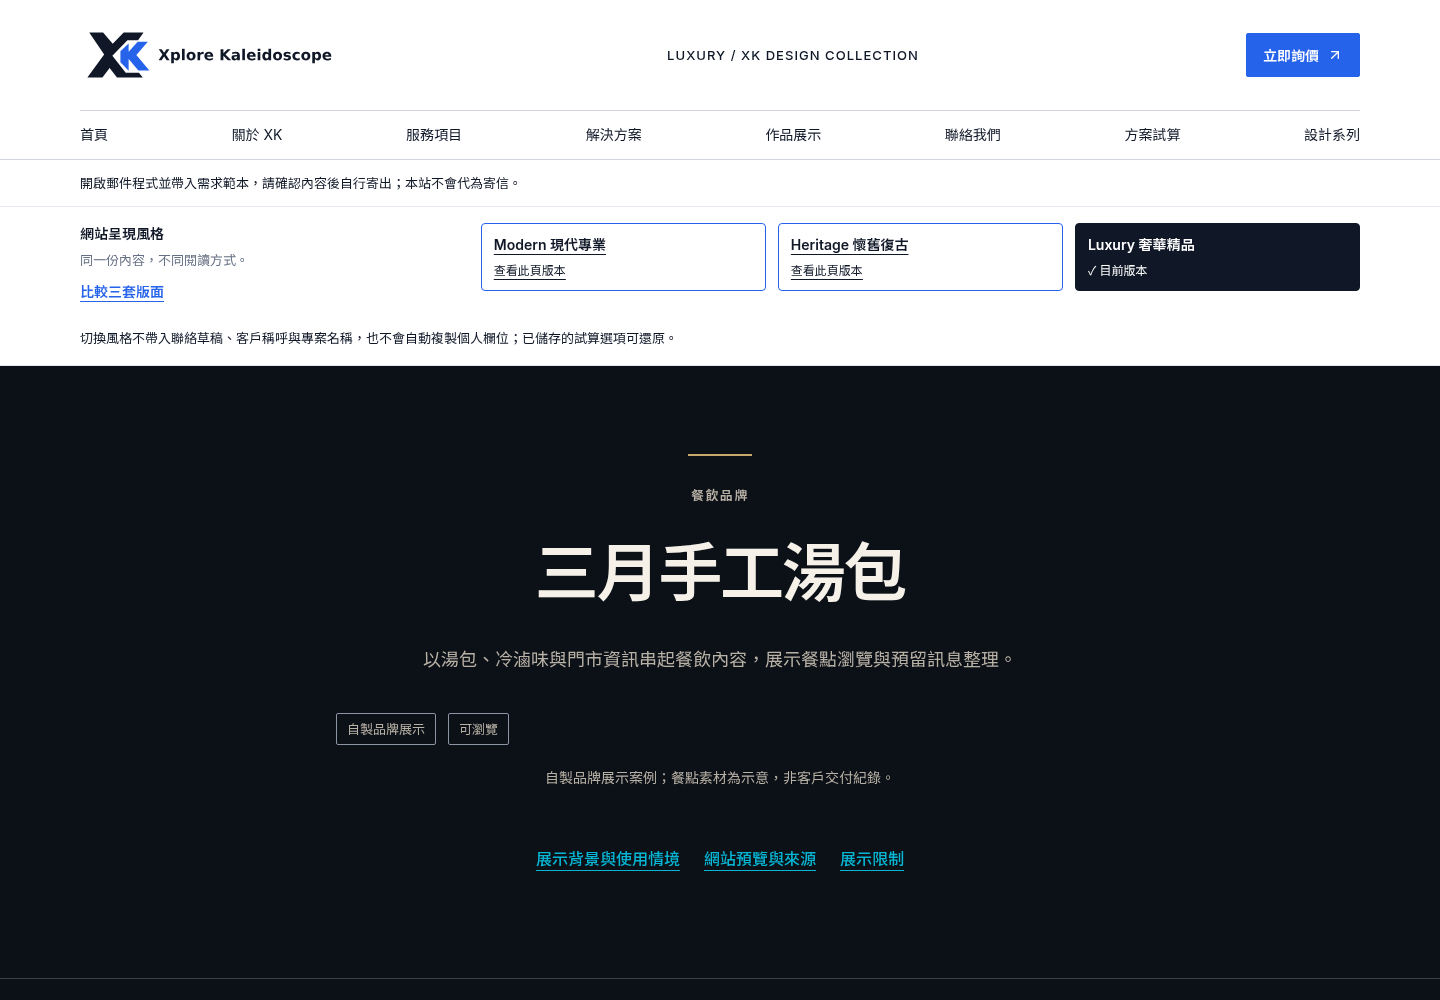 XK Xplore Kaleidoscope
LUXURY / XK DESIGN COLLECTION
立即詢價
首頁 關於 XK 服務項目 解決方案 作品展示 聯絡我們 方案試算 設計系列
開啟郵件程式並帶入需求範本，請確認內容後自行寄出；本站不會代為寄信。
網站呈現風格
同一份內容，不同閱讀方式。
比較三套版面
Modern 現代專業
查看此頁版本
Heritage 懷舊復古
查看此頁版本
Luxury 奢華精品
✓ 目前版本
切換風格不帶入聯絡草稿、客戶稱呼與專案名稱，也不會自動複製個人欄位；已儲存的試算選項可還原。
餐飲品牌
三月手工湯包
以湯包、冷滷味與門市資訊串起餐飲內容，展示餐點瀏覽與預留訊息整理。
自製品牌展示 可瀏覽
自製品牌展示案例；餐點素材為示意，非客戶交付紀錄。
展示背景與使用情境 網站預覽與來源 展示限制